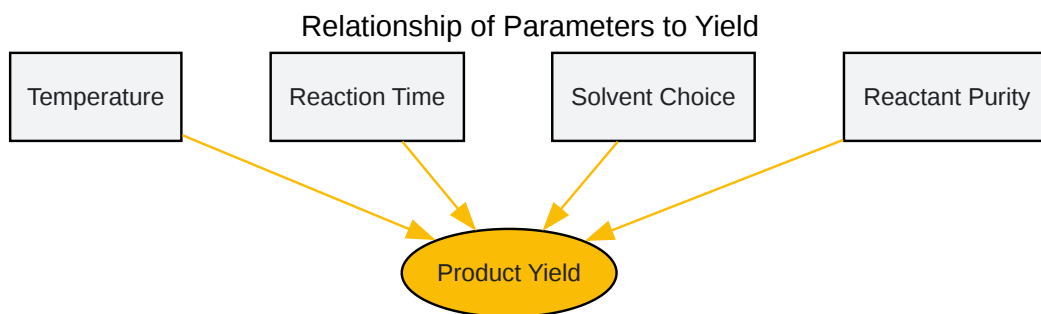 Relationship of Parameters to Yield
Temperature
Reaction Time
Solvent Choice
Reactant Purity
Product Yield